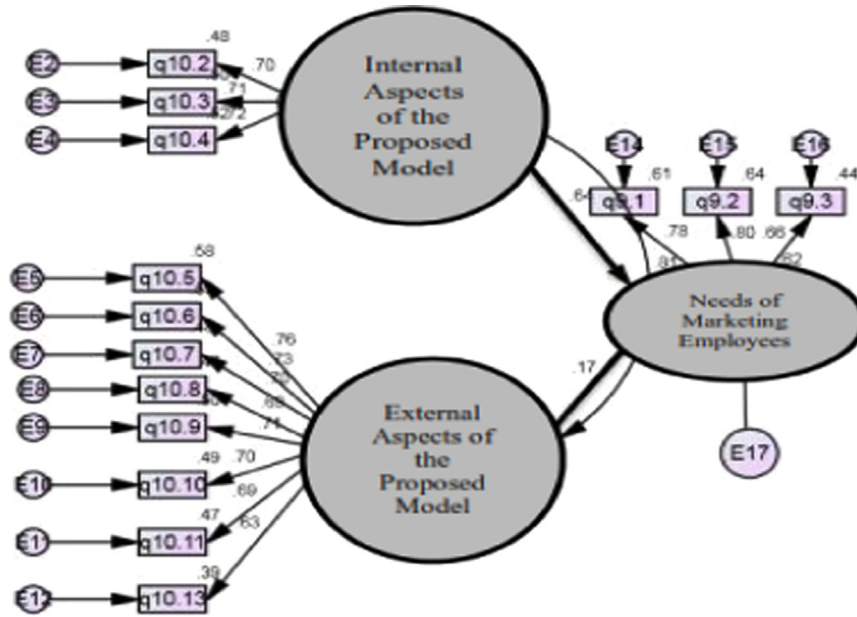 .48
E2
q10.2
.70
E3
q10.3
.71
E4
q10.4
Internal
Aspects
of the
Proposed
Model
E14
E15
E16
.61
.64
.44
.64
q9.1
q9.2
q9.3
.78
.80
.66
.81
.62
Needs of
Marketing
Employees
E17
.17
.58
E5
q10.5
E6
q10.6
E7
q10.7
E8
q10.8
E9
q10.9
.76
.73
.69
.71
.49
.70
E10
q10.10
.69
.47
.63
E11
q10.11
.39
E12
q10.13
External
Aspects of
the
Proposed
Model